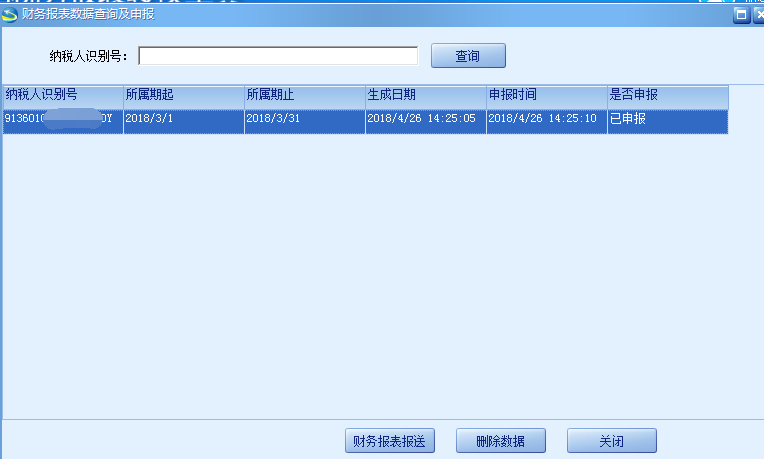 财务报表数据查询及申报
纳税人识别号： 查询
纳税人识别号 所属期起 所属期止 生成日期 申报时间 是否申报
913601 DY 2018/3/1 2018/3/31 2018/4/26 14:25:05 2018/4/26 14:25:10 已申报
财务报表报送 删除数据 关闭